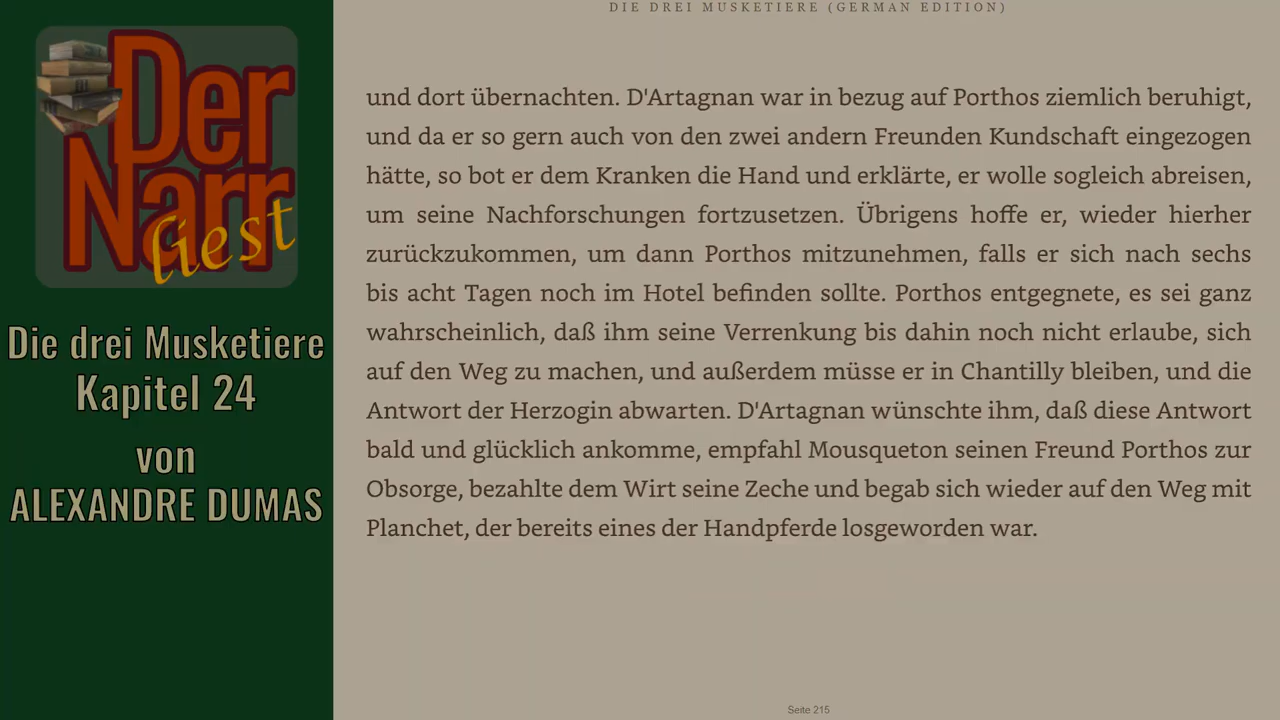 Der
Narr
liest
Die drei Musketiere
Kapitel 24
von
ALEXANDRE DUMAS
DIE DREI MUSKETIERE (GERMAN EDITION)
und dort übernachten. D'Artagnan war in bezug auf Porthos ziemlich beruhigt,
und da er so gern auch von den zwei andern Freunden Kundschaft eingezogen
hätte, so bot er dem Kranken die Hand und erklärte, er wolle sogleich abreisen,
um seine Nachforschungen fortzusetzen. Übrigens hoffe er, wieder hierher
zurückzukommen, um dann Porthos mitzunehmen, falls er sich nach sechs
bis acht Tagen noch im Hotel befinden sollte. Porthos entgegnete, es sei ganz
wahrscheinlich, daß ihm seine Verrenkung bis dahin noch nicht erlaube, sich
auf den Weg zu machen, und außerdem müsse er in Chantilly bleiben, und die
Antwort der Herzogin abwarten. D'Artagnan wünschte ihm, daß diese Antwort
bald und glücklich ankomme, empfahl Mousqueton seinen Freund Porthos zur
Obsorge, bezahlte dem Wirt seine Zeche und begab sich wieder auf den Weg mit
Planchet, der bereits eines der Handpferde losgeworden war.
Seite 215